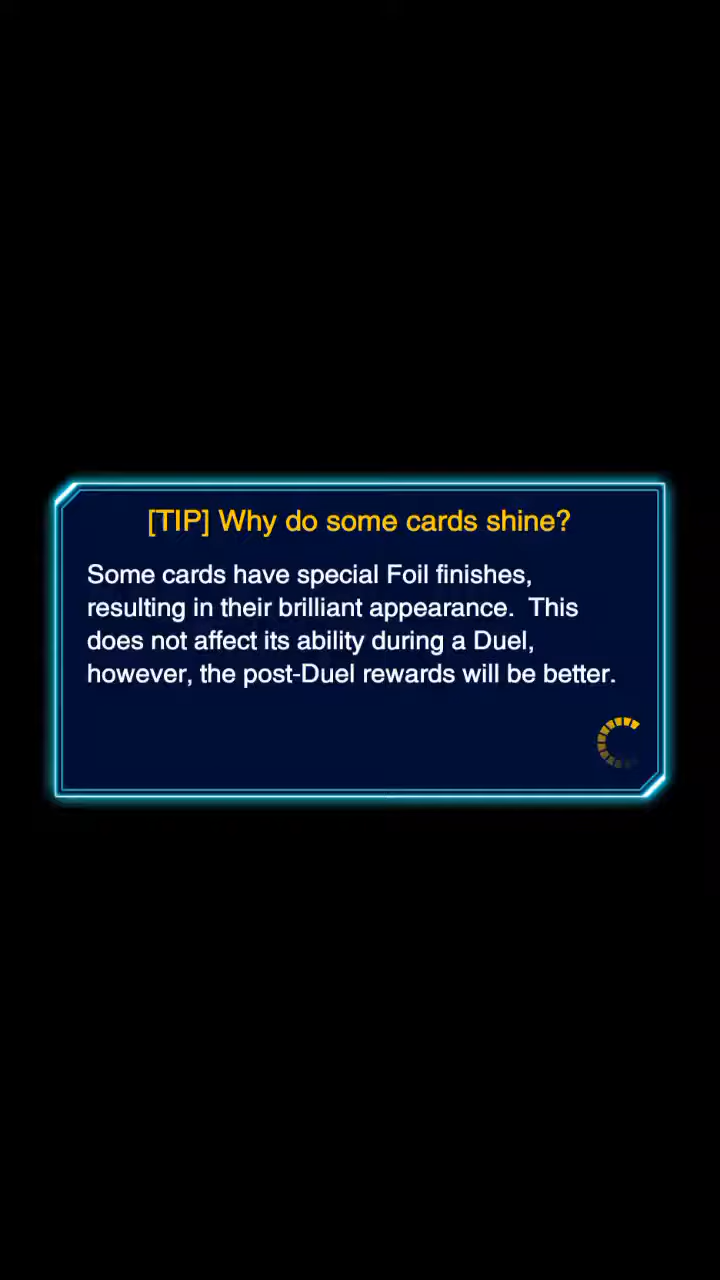 [TIP] Why do some cards shine?
Some cards have special Foil finishes,
resulting in their brilliant appearance.  This
does not affect its ability during a Duel,
however, the post-Duel rewards will be better.